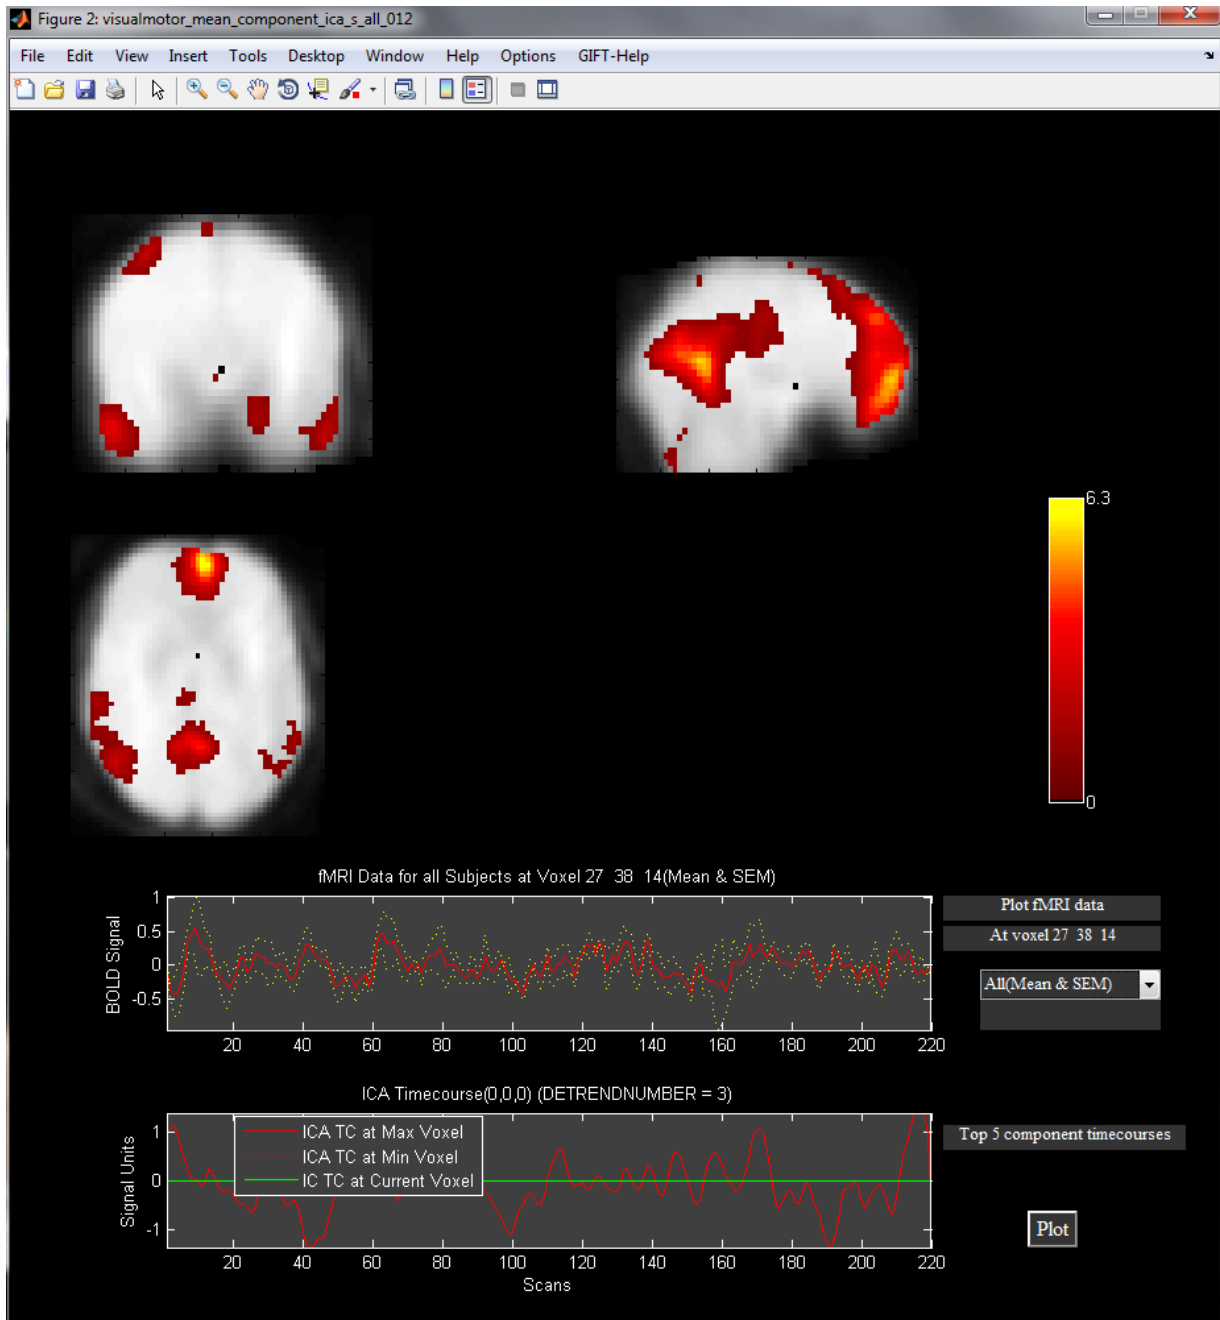 Figure 2: visualmotor_mean_component_ica_s_all_012
File Edit View Insert Tools Desktop Window Help Options GIFT-Help
6.3
0
fMRI Data for all Subjects at Voxel 27 38 14(Mean & SEM)
BOLD Signal
1
0.5
0
-0.5
20 40 60 80 100 120 140 160 180 200 220
Plot fMRI data
At voxel 27 38 14
All(Mean & SEM)
ICA Timecourse(0,0,0) (DETRENDNUMBER = 3)
Signal Units
1
0
-1
ICA TC at Max Voxel
ICA TC at Min Voxel
IC TC at Current Voxel
20 40 60 80 100 120 140 160 180 200 220
Scans
Top 5 component timecourses
Plot